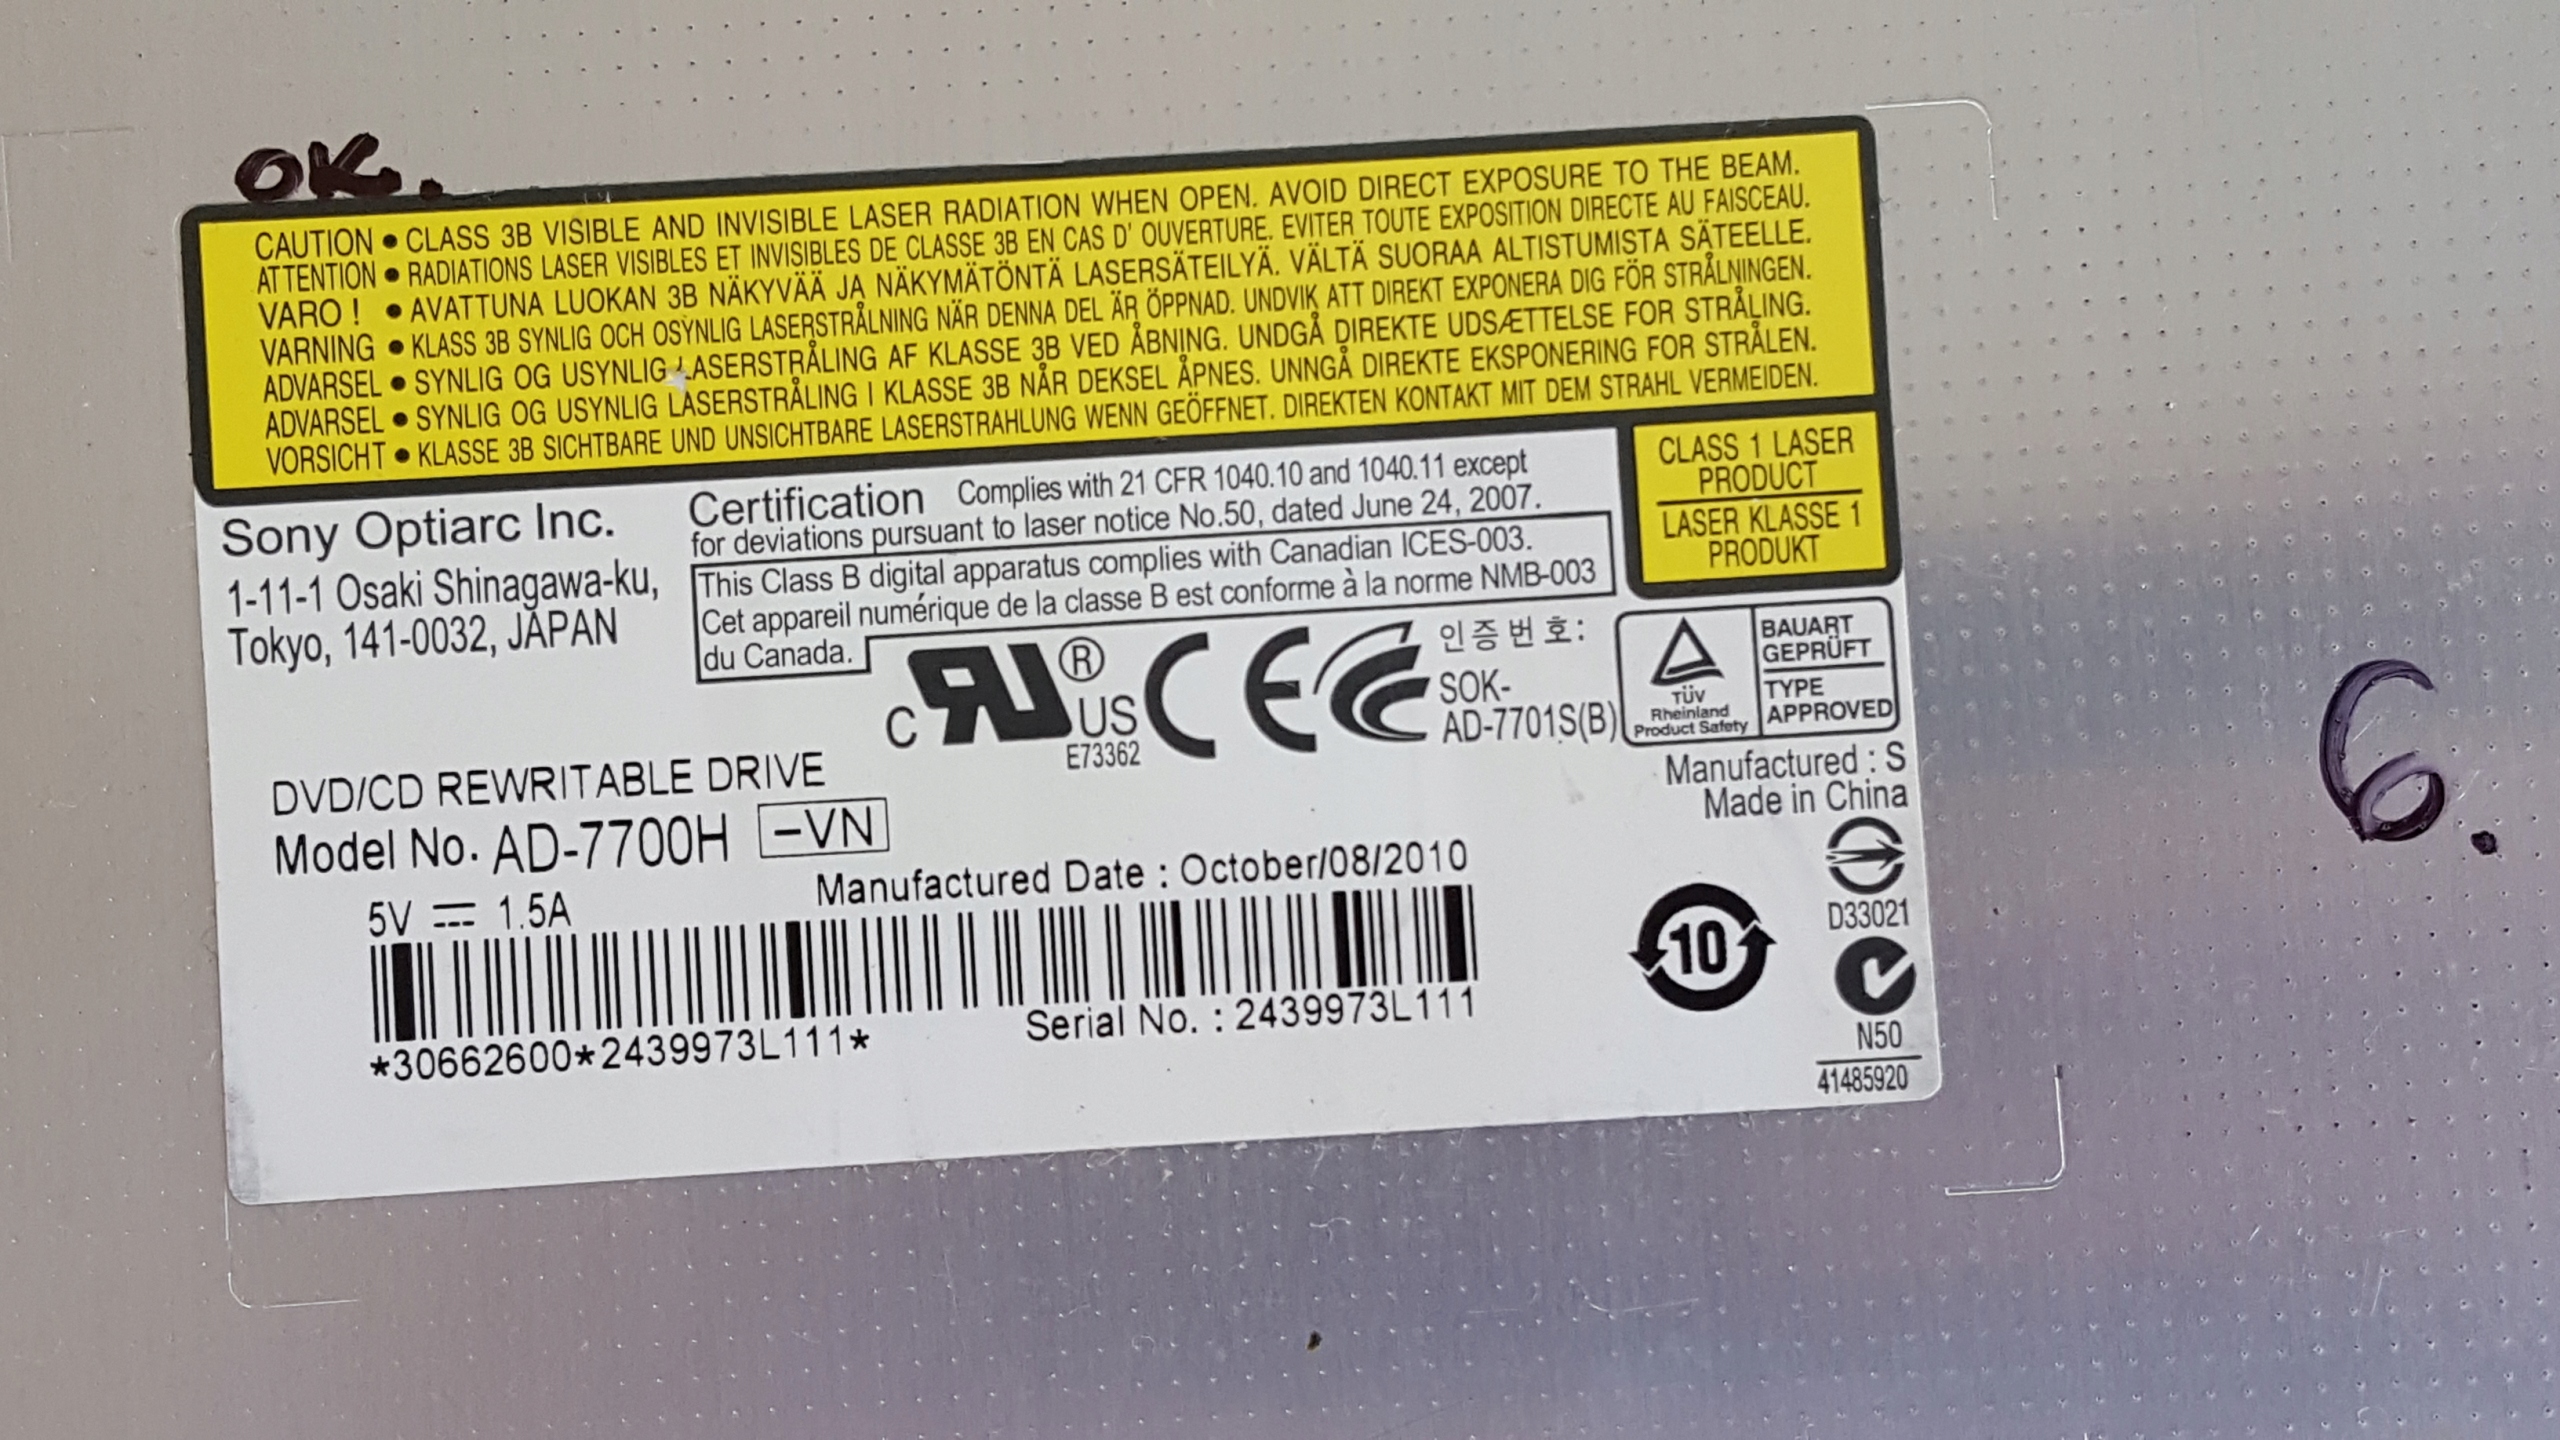 OK.
CAUTION ● CLASS 3B VISIBLE AND INVISIBLE LASER RADIATION WHEN OPEN. AVOID DIRECT EXPOSURE TO THE BEAM.
ATTENTION ● RADIATIONS LASER VISIBLES ET INVISIBLES DE CLASSE 3B EN CAS D' OUVERTURE. EVITER TOUTE EXPOSITION DIRECTE AU FAISCEAU.
VARO ! ● AVATTUNA LUOKAN 3B NÄKYVÄÄ JA NÄKYMÄTÖNTÄ LASERSÄTEILYÄ. VÄLTÄ SUORAA ALTISTUMISTA SÄTEELLE.
VARNING ● KLASS 3B SYNLIG OCH OSYNLIG LASERSTRÅLNING NÄR DENNA DEL ÄR ÖPPNAD. UNDVIK ATT DIREKT EXPONERA DIG FÖR STRÅLNINGEN.
ADVARSEL ● SYNLIG OG USYNLIG LASERSTRÅLING AF KLASSE 3B VED ÅBNING. UNDGÅ DIREKTE UDSÆTTELSE FOR STRÅLING.
ADVARSEL ● SYNLIG OG USYNLIG LASERSTRÅLING I KLASSE 3B NÅR DEKSEL ÅPNES. UNNGÅ DIREKTE EKSPONERING FOR STRÅLEN.
VORSICHT ● KLASSE 3B SICHTBARE UND UNSICHTBARE LASERSTRAHLUNG WENN GEÖFFNET. DIREKTEN KONTAKT MIT DEM STRAHL VERMEIDEN.
CLASS 1 LASER
PRODUCT
LASER KLASSE 1
PRODUKT
Sony Optiarc Inc.
1-11-1 Osaki Shinagawa-ku,
Tokyo, 141-0032, JAPAN
Certification Complies with 21 CFR 1040.10 and 1040.11 except
for deviations pursuant to laser notice No.50, dated June 24, 2007.
This Class B digital apparatus complies with Canadian ICES-003.
Cet appareil numérique de la classe B est conforme à la norme NMB-003
du Canada.
C RU ® US
E73362
CE
인증번호:
SOK-
AD-7701S(B)
TÜV
Rheinland
Product Safety
BAUART
GEPRÜFT
TYPE
APPROVED
DVD/CD REWRITABLE DRIVE
Model No. AD-7700H -VN
5V ⎓ 1.5A
Manufactured Date : October/08/2010
*30662600*2439973L111*
Serial No. : 2439973L111
Manufactured : S
Made in China
10
D33021
N50
41485920
6.